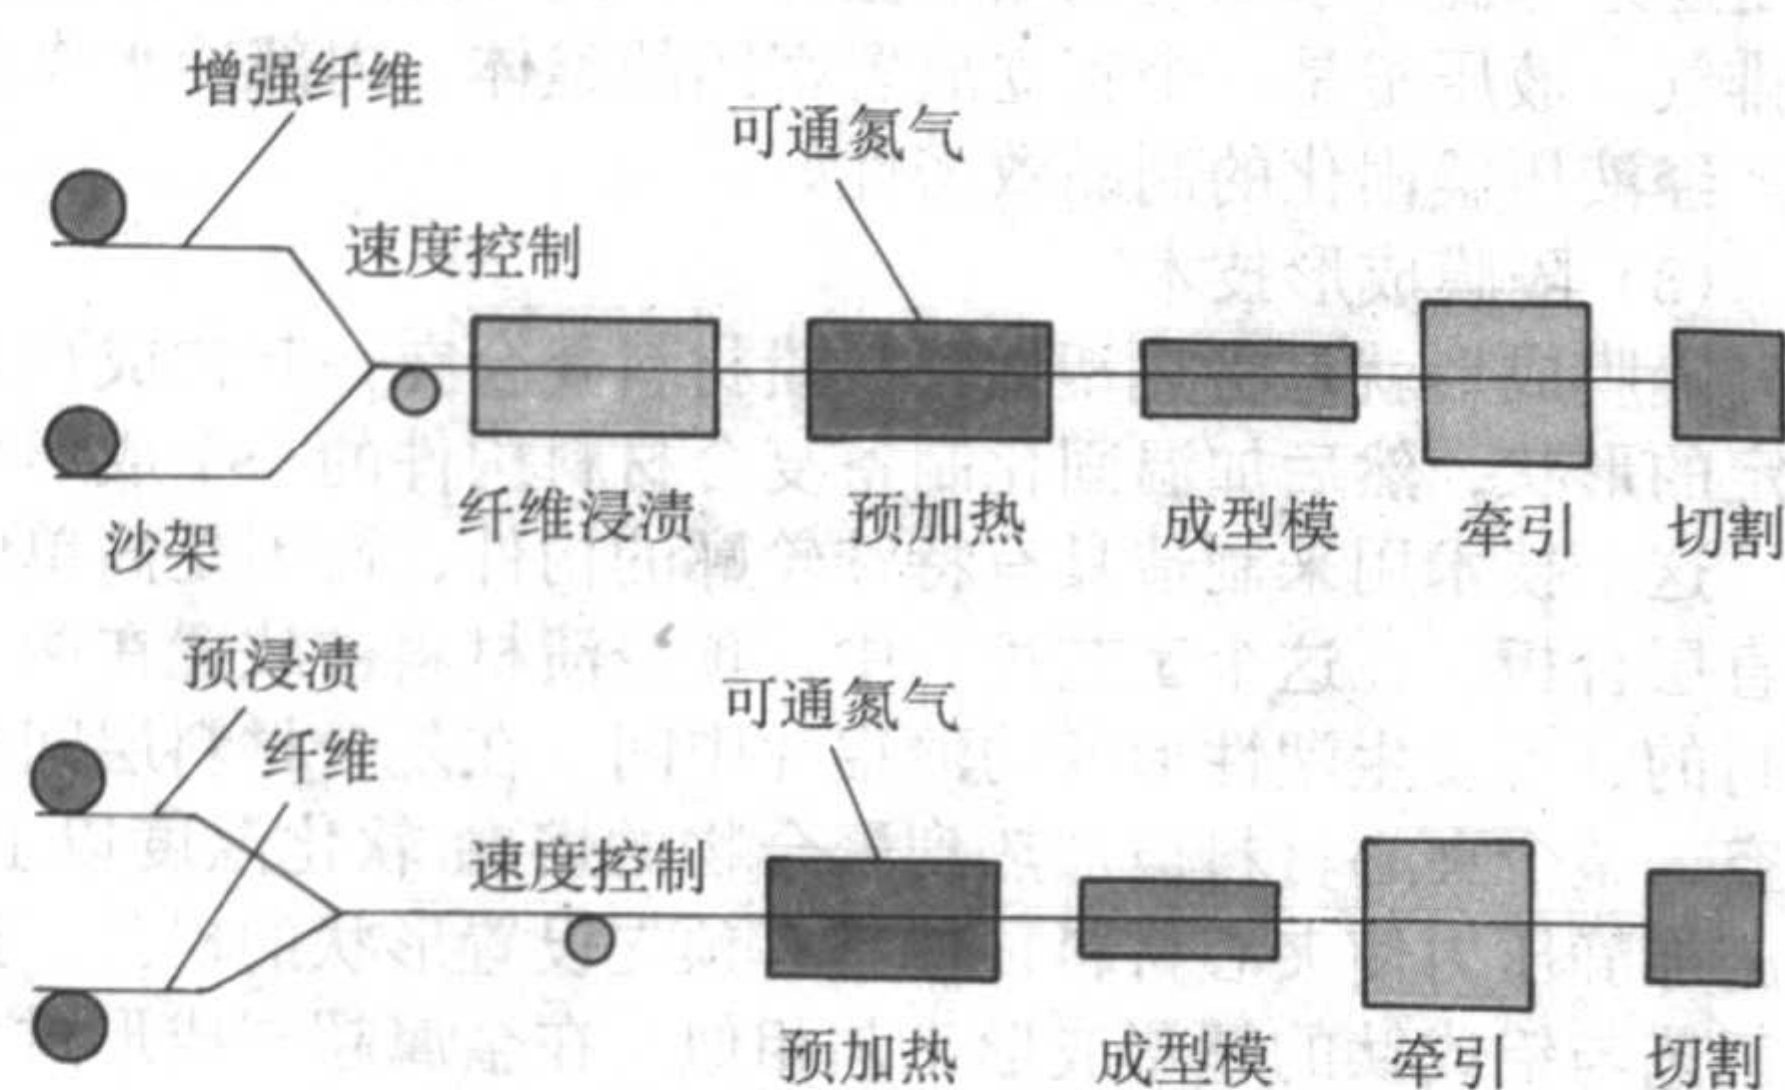 增强纤维
可通氮气
速度控制
沙架
纤维浸渍
预加热
成型模
牵引
切割
预浸渍
纤维
可通氮气
速度控制
预加热
成型模
牵引
切割